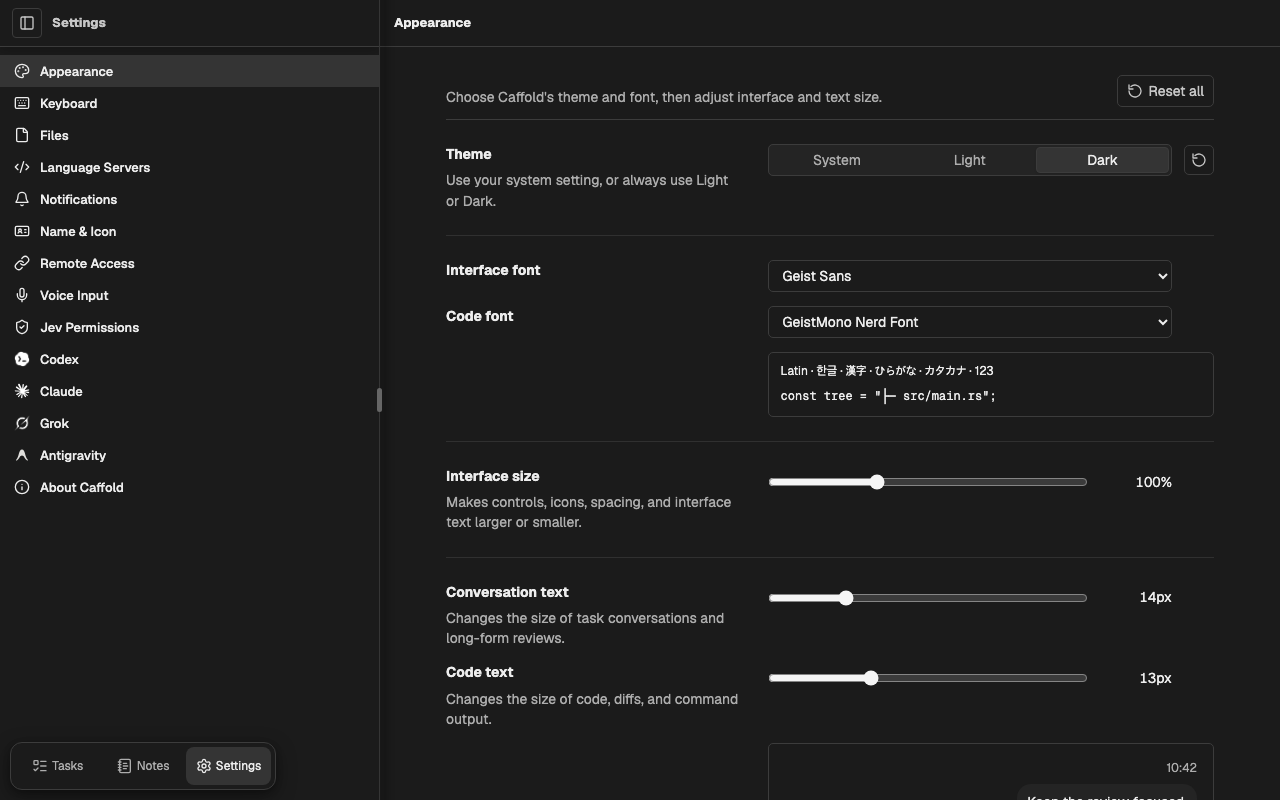 Settings
Appearance
Keyboard
Files
Language Servers
Notifications
Name & Icon
Remote Access
Voice Input
Jev Permissions
Codex
Claude
Grok
Antigravity
About Caffold
Tasks
Notes
Settings
Appearance
Choose Caffold's theme and font, then adjust interface and text size.
Reset all
Theme
Use your system setting, or always use Light
or Dark.
System
Light
Dark
Interface font
Geist Sans
Code font
GeistMono Nerd Font
Latin · 한글 · 漢字 · ひらがな · カタカナ · 123
const tree = "├─ src/main.rs";
Interface size
Makes controls, icons, spacing, and interface
text larger or smaller.
100%
Conversation text
Changes the size of task conversations and
long-form reviews.
14px
Code text
Changes the size of code, diffs, and command
output.
13px
10:42
Keep the review focused